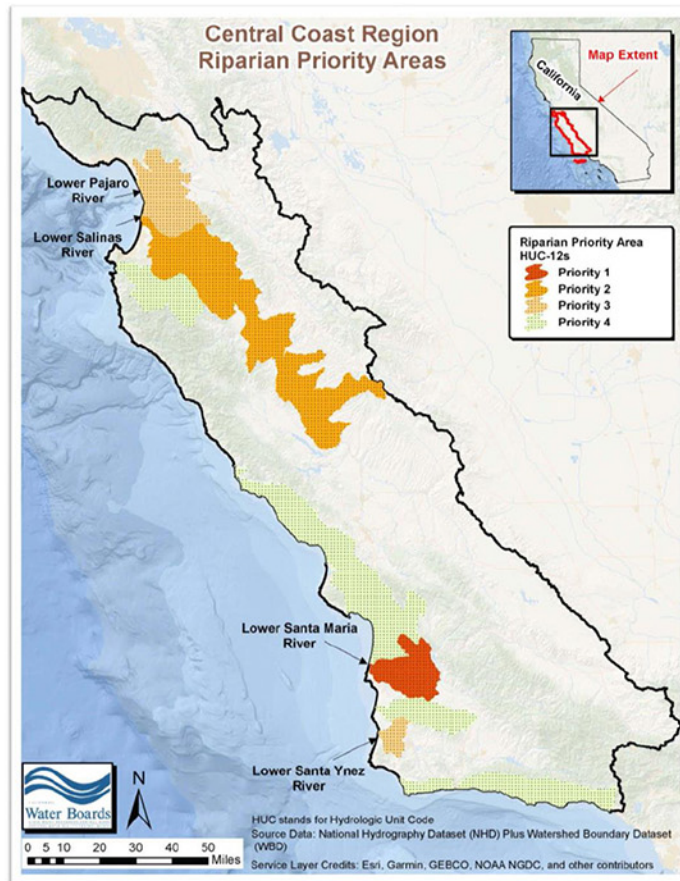 Central Coast Region
Riparian Priority Areas
Map Extent
California
Lower Pajaro
River
Lower Salinas
River
Riparian Priority Area
HUC-12s
Priority 1
Priority 2
Priority 3
Priority 4
Lower Santa Maria
River
Lower Santa Ynez
River
Water Boards
N
0 5 10 20 30 40 50
Miles
HUC stands for Hydrologic Unit Code
Source Data: National Hydrography Dataset (NHD) Plus Watershed Boundary Dataset
(WBD)
Service Layer Credits: Esri, Garmin, GEBCO, NOAA NGDC, and other contributors